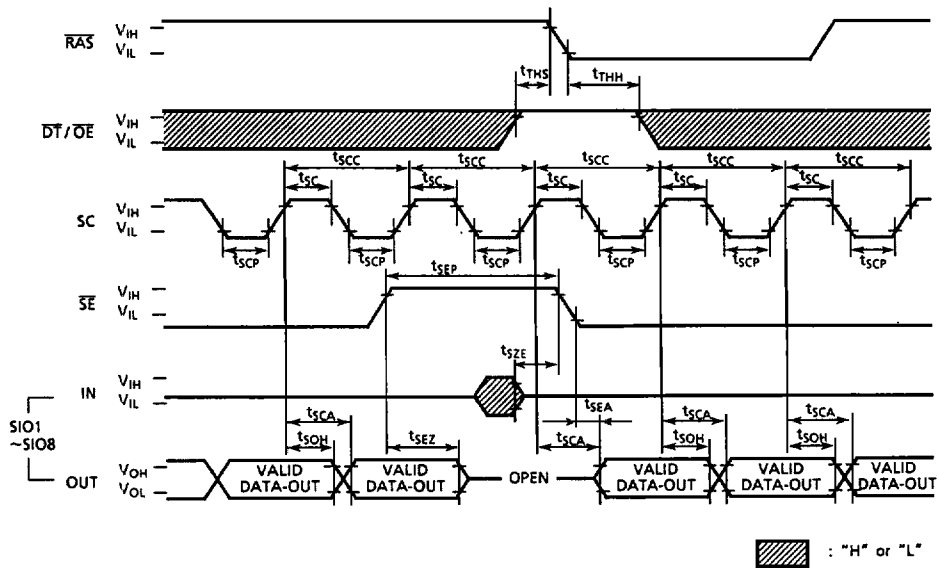 RAS VIH
VIL
tTHS tTHH
DT/OE VIH
VIL
tSCC tSCC tSCC tSCC tSCC
tSC tSC tSC tSC tSC
SC VIH
VIL
tSCP tSCP tSCP tSCP tSCP tSCP
tSEP
SE VIH
VIL
tSZE
IN VIH
VIL
SIO1
~SIO8
tSEA
tSCA tSCA tSCA tSCA
tSOH tSEZ tSOH tSOH
OUT VOH
VOL
VALID
DATA-OUT
VALID
DATA-OUT
OPEN
VALID
DATA-OUT
VALID
DATA-OUT
VALID
DATA-OUT
: "H" or "L"